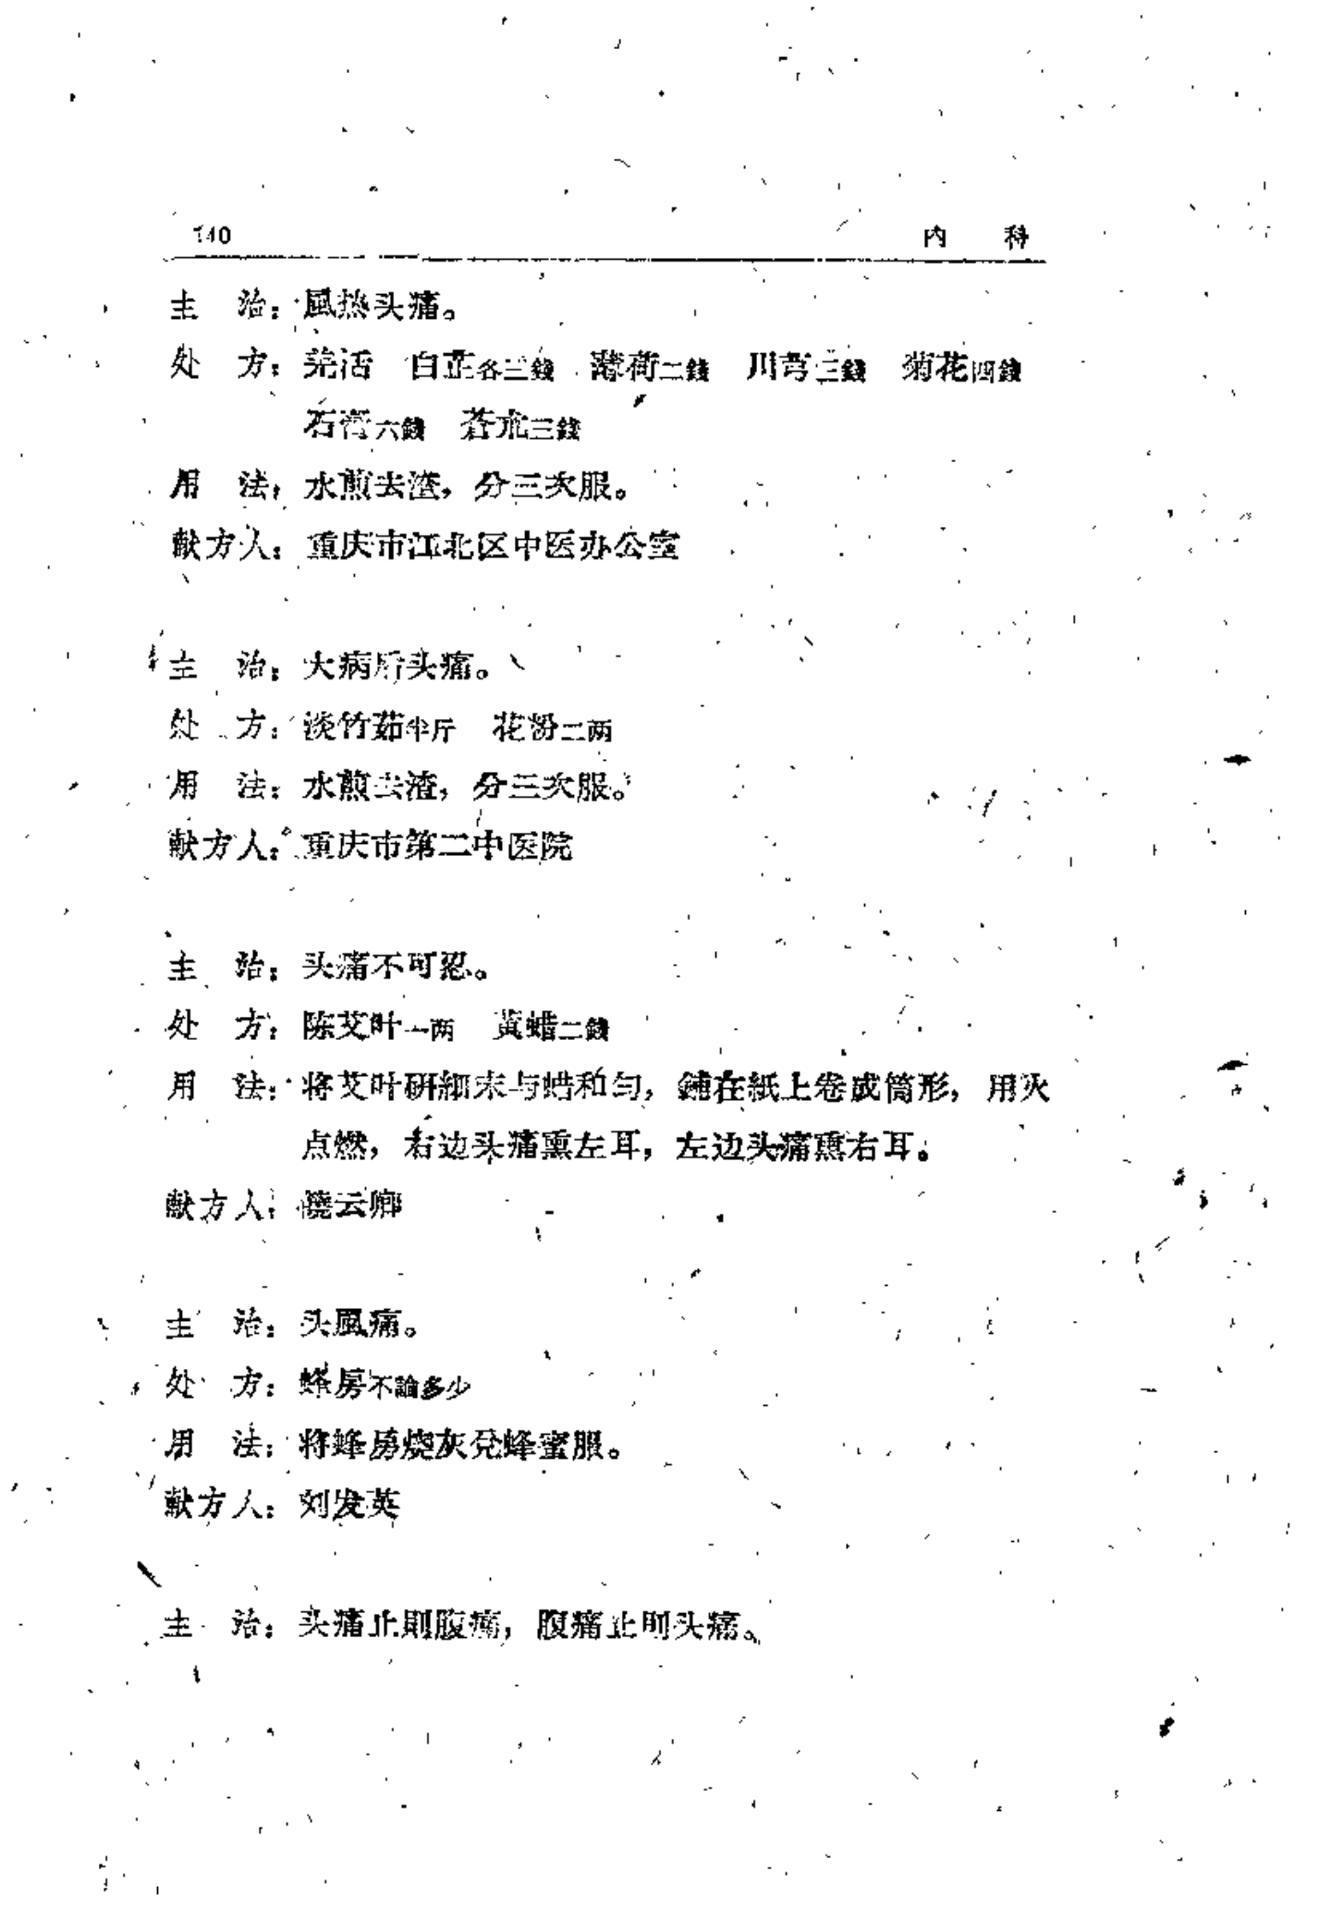 140 内 科
主 治：風热头痛。
处 方：羌活 白芷各三錢 薄荷二錢 川芎三錢 菊花四錢
石膏六錢 苍朮三錢
用 法：水煎去渣，分三次服。
献方人：重庆市江北区中医办公室
主 治：大病后头痛。
处 方：淡竹茹半斤 花粉二两
用 法：水煎去渣，分三次服。
献方人：重庆市第二中医院
主 治：头痛不可忍。
处 方：陈艾叶一两 黄蜡二錢
用 法：将艾叶研細末与蜡和匀，鋪在紙上卷成筒形，用火
点燃，右边头痛熏左耳，左边头痛熏右耳。
献方人：饒云卿
主 治：头風痛。
处 方：蜂房不論多少
用 法：将蜂房烧灰兑蜂蜜服。
献方人：刘发英
主 治：头痛止則腹痛，腹痛止則头痛。